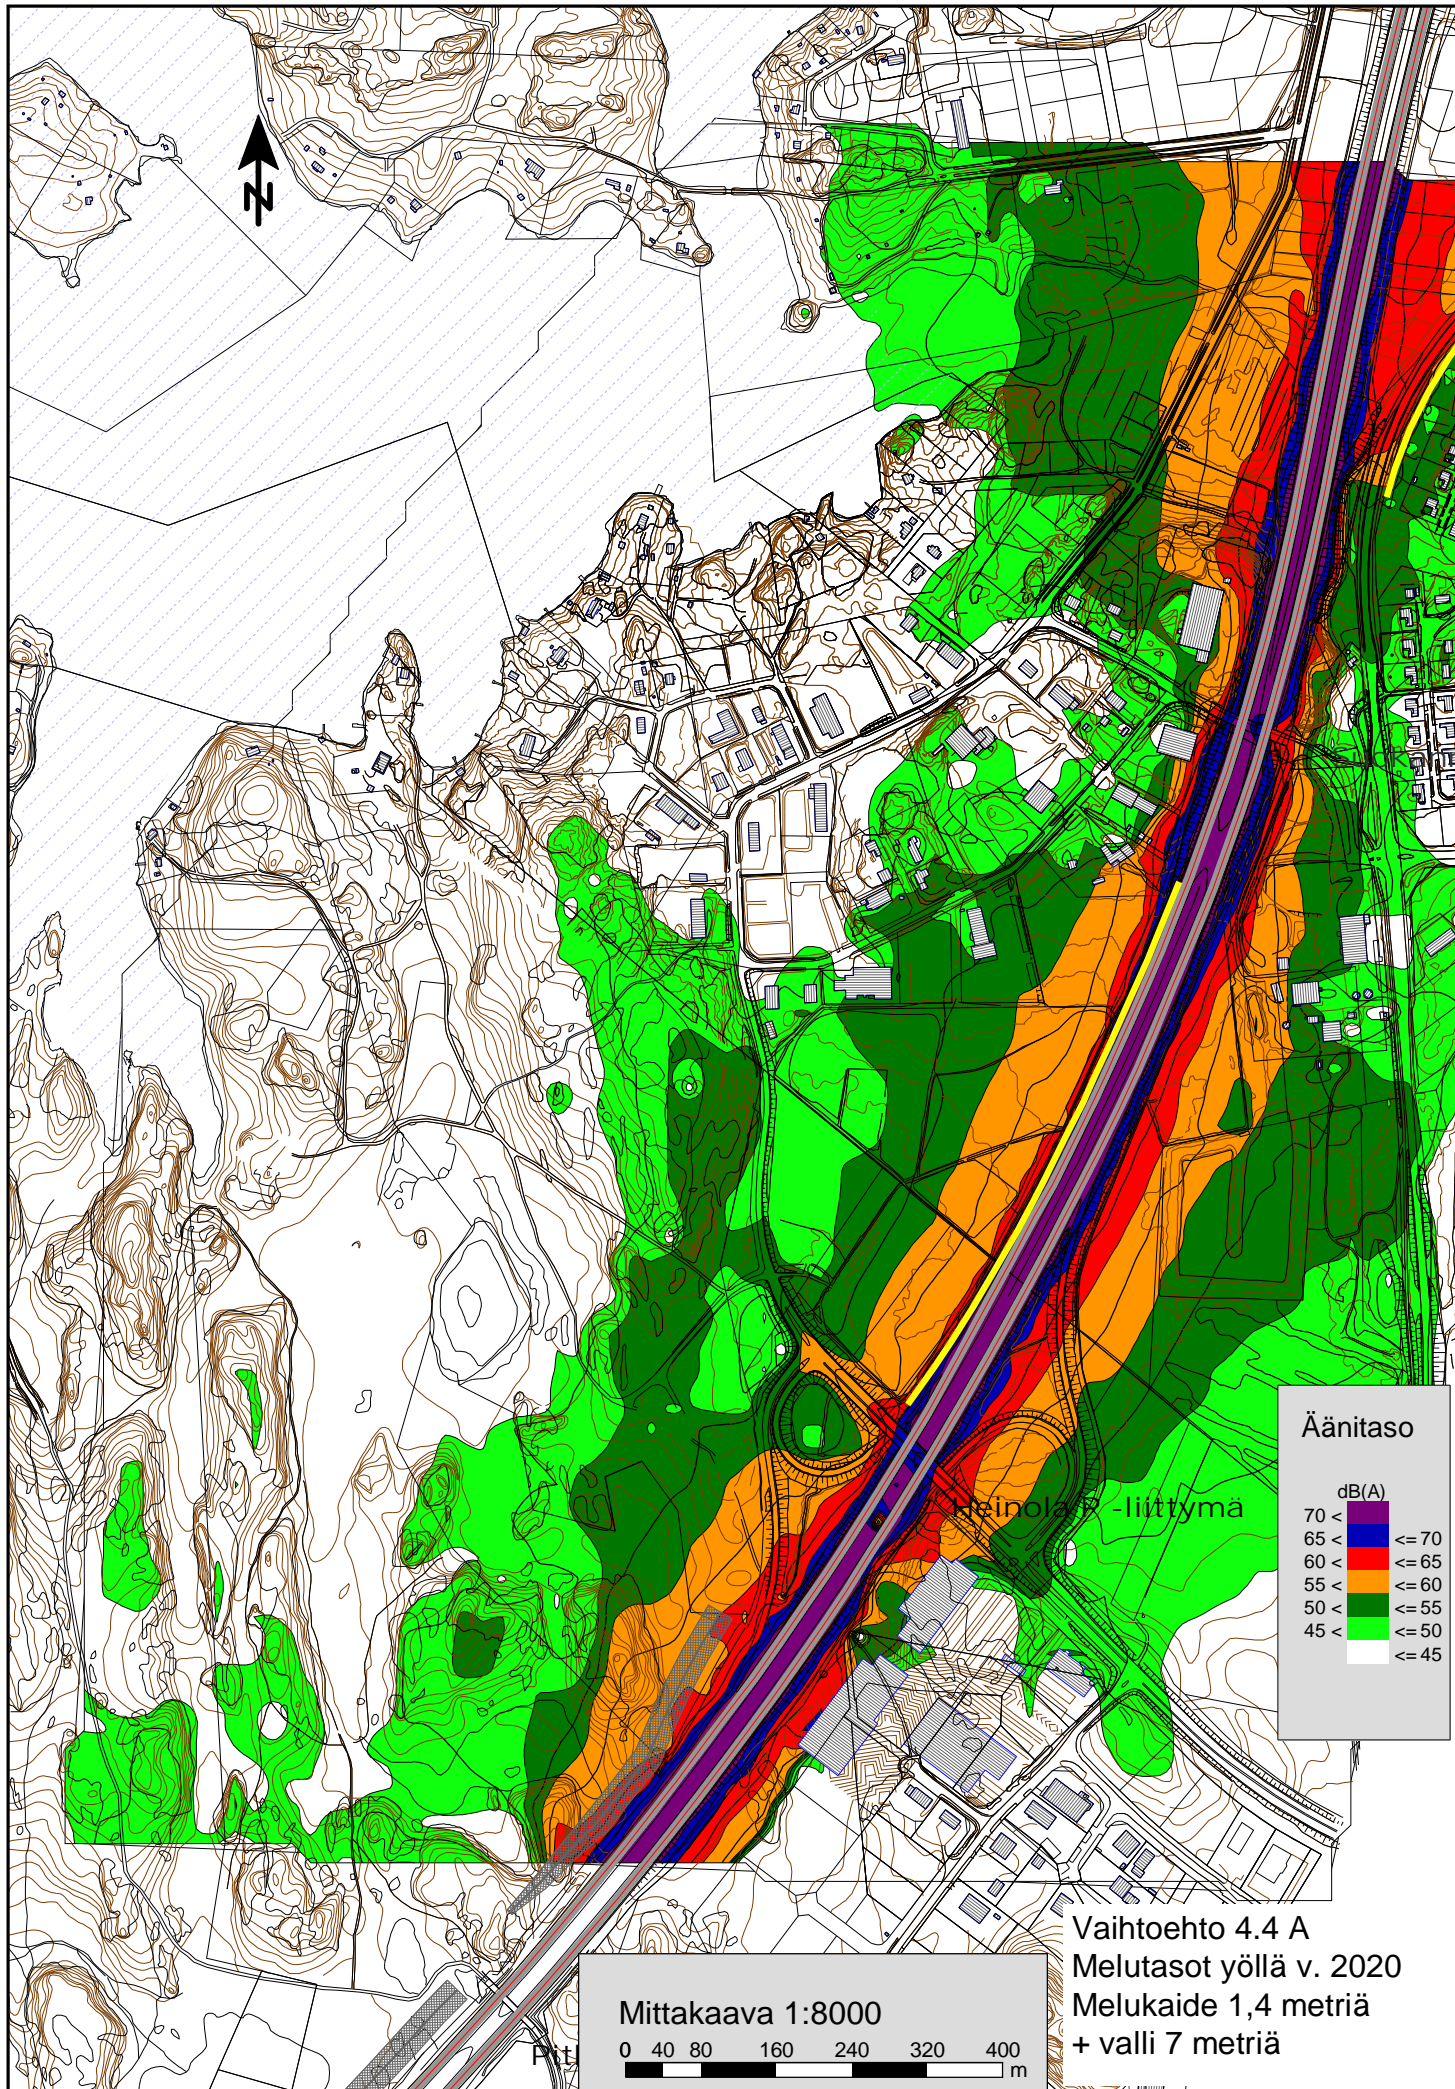 N
Heinola P -liittymä
Äänitaso
dB(A)
70 <
65 < <= 70
60 < <= 65
55 < <= 60
50 < <= 55
45 < <= 50
<= 45
Vaihtoehto 4.4 A
Melutasot yöllä v. 2020
Melukaide 1,4 metriä
+ valli 7 metriä
Mittakaava 1:8000
0 40 80 160 240 320 400
m